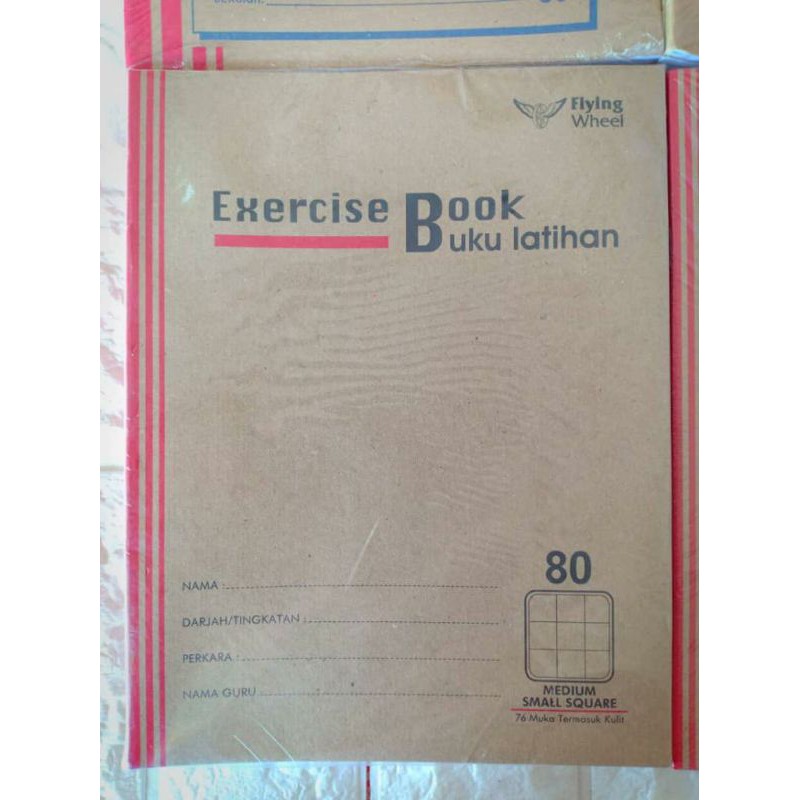 Flying
Wheel
Exercise Book
Buku latihan
NAMA :
DARJAH/TINGKATAN :
PERKARA :
NAMA GURU
80
MEDIUM
SMALL SQUARE
76 Muka Termasuk Kulit